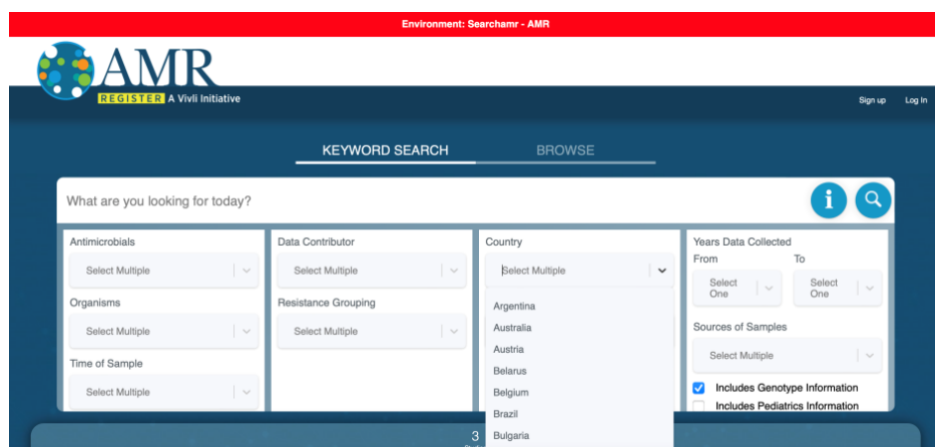 Environment: Searchamr - AMR
AMR
REGISTER A Vivli Initiative
Sign up Log In
KEYWORD SEARCH BROWSE
What are you looking for today?
i
Antimicrobials
Select Multiple
Organisms
Select Multiple
Time of Sample
Select Multiple
Data Contributor
Select Multiple
Resistance Grouping
Select Multiple
Country
Select Multiple
Argentina
Australia
Austria
Belarus
Belgium
Brazil
Bulgaria
Years Data Collected
From To
Select One Select One
Sources of Samples
Select Multiple
Includes Genotype Information
Includes Pediatrics Information
3